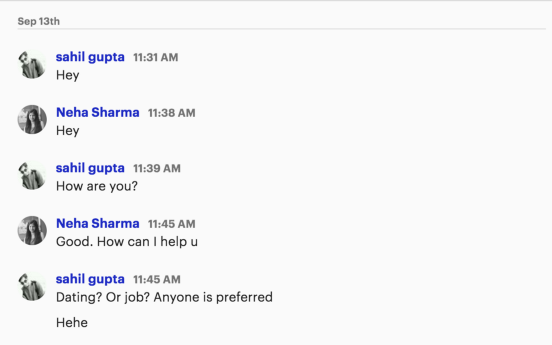 Sep 13th
sahil gupta 11:31 AM
Hey
Neha Sharma 11:38 AM
Hey
sahil gupta 11:39 AM
How are you?
Neha Sharma 11:45 AM
Good. How can I help u
sahil gupta 11:45 AM
Dating? Or job? Anyone is preferred
Hehe